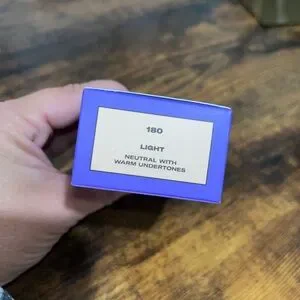 180
LIGHT
NEUTRAL WITH
WARM UNDERTONES